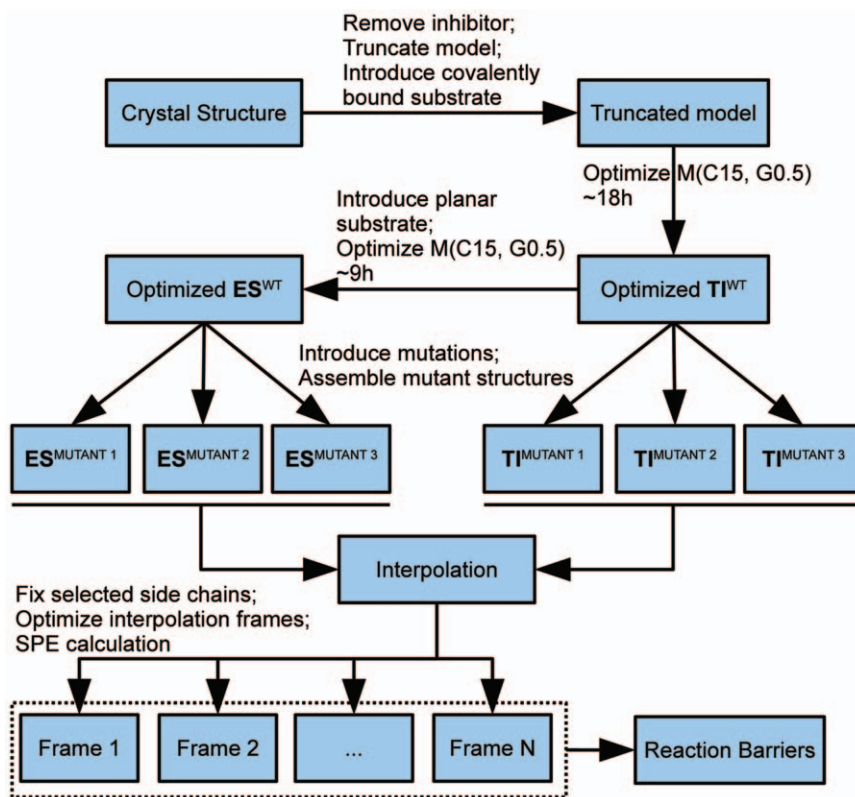 Remove inhibitor;
Truncate model;
Introduce covalently
bound substrate
Crystal Structure
Truncated model
Optimize M(C15, G0.5)
~18h
Introduce planar
substrate;
Optimize M(C15, G0.5)
~9h
Optimized ES^WT
Optimized TI^WT
Introduce mutations;
Assemble mutant structures
ES^MUTANT 1
ES^MUTANT 2
ES^MUTANT 3
TI^MUTANT 1
TI^MUTANT 2
TI^MUTANT 3
Interpolation
Fix selected side chains;
Optimize interpolation frames;
SPE calculation
Frame 1
Frame 2
...
Frame N
Reaction Barriers